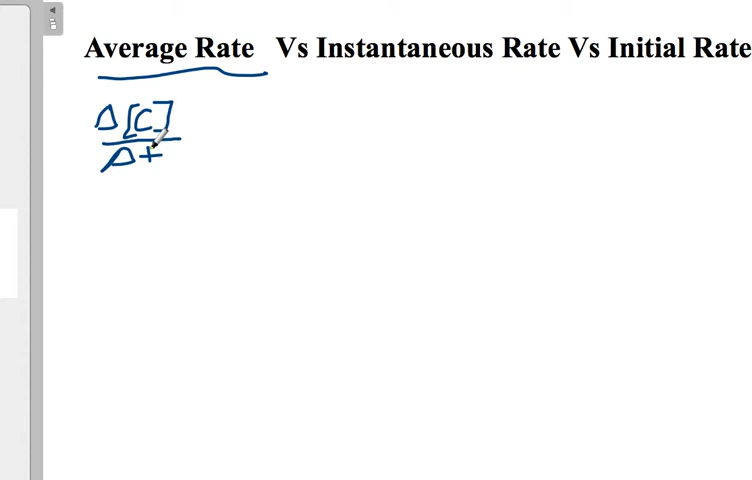 Average Rate Vs Instantaneous Rate Vs Initial Rate
Δ[C]
Δt